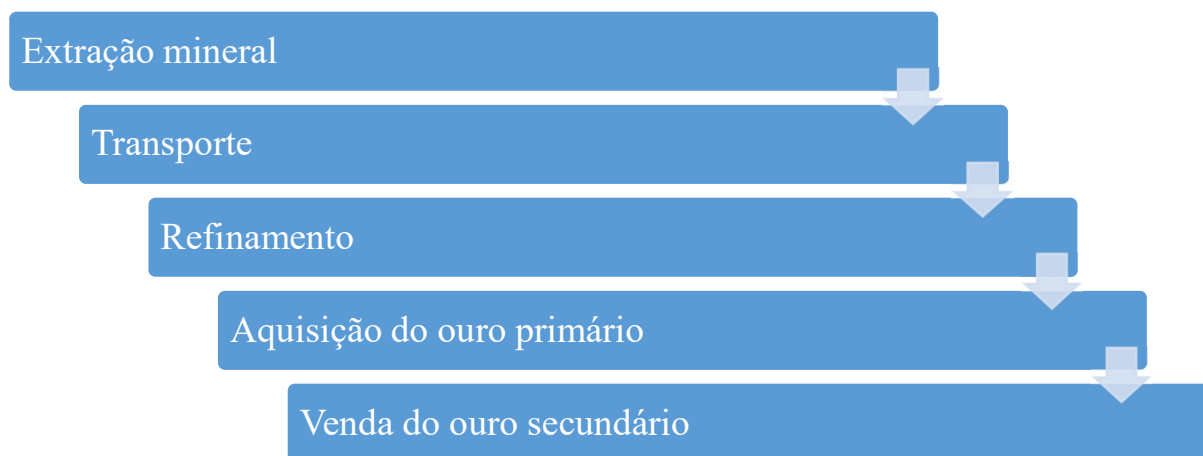 Extração mineral
Transporte
Refinamento
Aquisição do ouro primário
Venda do ouro secundário